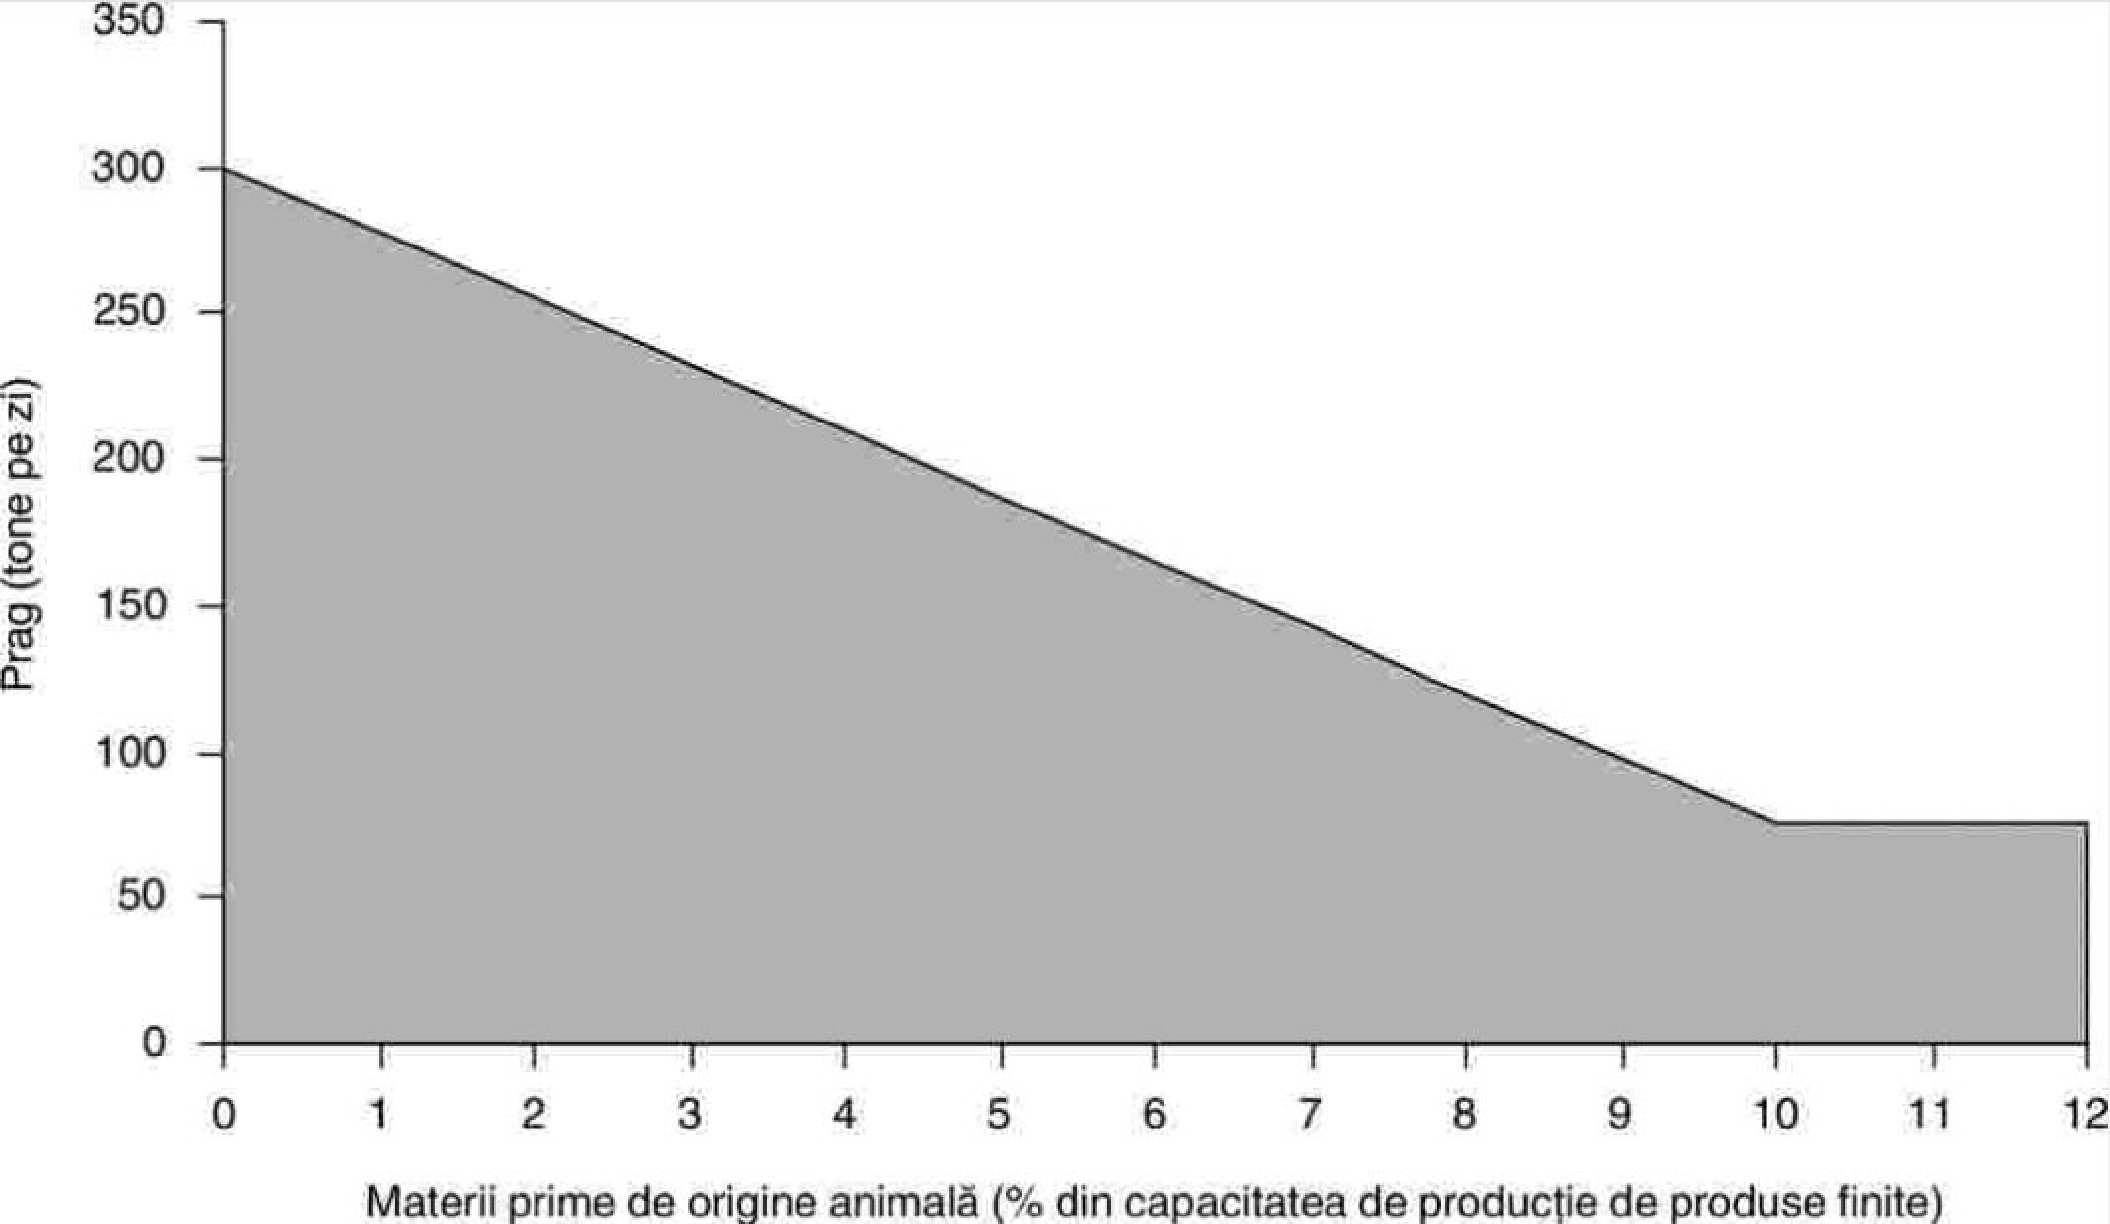 350
300
250
200
150
100
50
0
Prag (tone pe zi)
0 1 2 3 4 5 6 7 8 9 10 11 12
Materii prime de origine animală (% din capacitatea de producţie de produse finite)